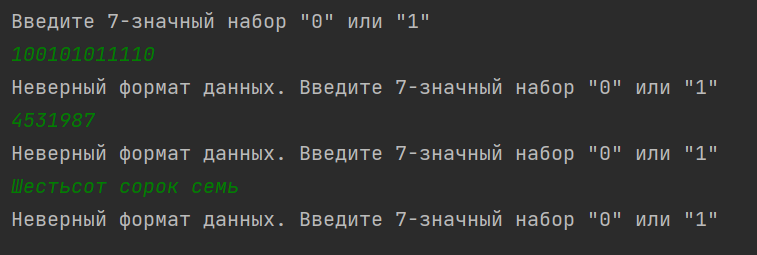 Введите 7-значный набор "0" или "1"
100101011110
Неверный формат данных. Введите 7-значный набор "0" или "1"
4531987
Неверный формат данных. Введите 7-значный набор "0" или "1"
Шестьсот сорок семь
Неверный формат данных. Введите 7-значный набор "0" или "1"